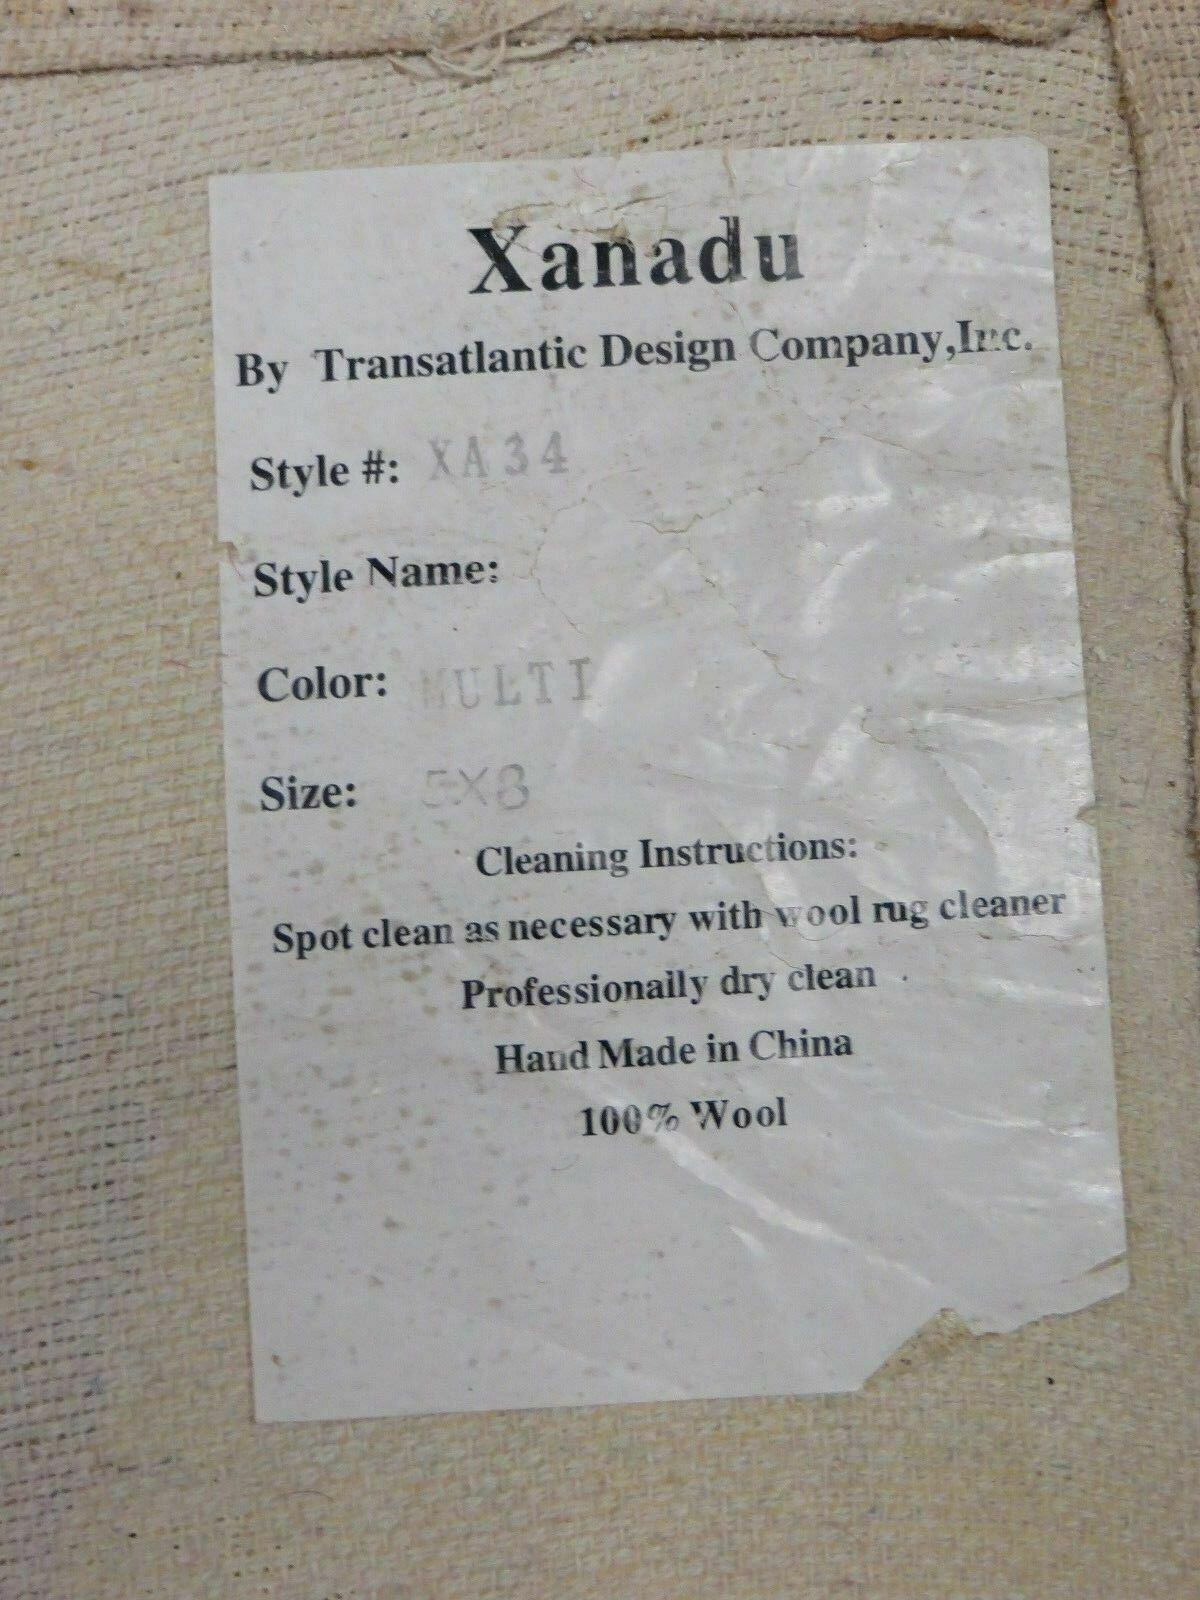 Xanadu
By Transatlantic Design Company,Inc.
Style #: XA34
Style Name:
Color: MULTI
Size: 5X8
Cleaning Instructions:
Spot clean as necessary with wool rug cleaner
Professionally dry clean
Hand Made in China
100% Wool